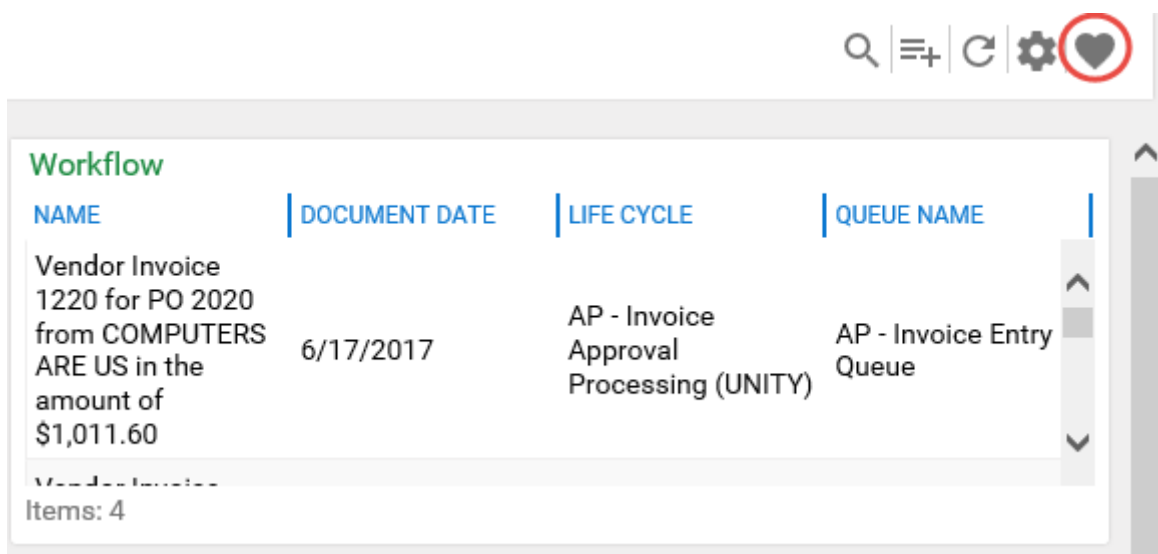 Workflow
NAME DOCUMENT DATE LIFE CYCLE QUEUE NAME
Vendor Invoice
1220 for PO 2020
from COMPUTERS
ARE US in the
amount of
$1,011.60
6/17/2017
AP - Invoice
Approval
Processing (UNITY)
AP - Invoice Entry
Queue
Vendor Invoice
Items: 4